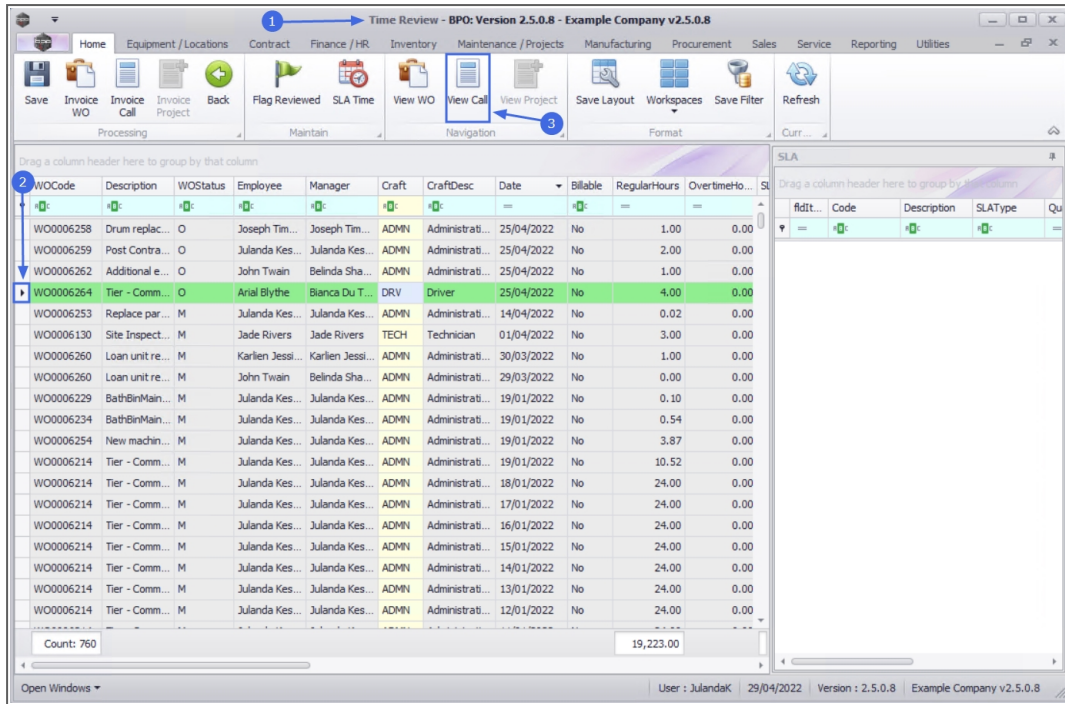 1 Time Review - BPO: Version 2.5.0.8 - Example Company v2.5.0.8
Home Equipment / Locations Contract Finance / HR Inventory Maintenance / Projects Manufacturing Procurement Sales Service Reporting Utilities
Save Invoice WO Invoice Call Invoice Project Back Flag Reviewed SLA Time View WO View Call View Project Save Layout Workspaces Save Filter Refresh
3
Processing Maintain Navigation Format Curr...
Drag a column header here to group by that column
SLA
Drag a column header here to group by that column
2
WOCode Description WOStatus Employee Manager Craft CraftDesc Date Billable RegularHours OvertimeHo... SL
fldIt... Code Description SLAType Qu
WO0006258 Drum replac... O Joseph Tim... Joseph Tim... ADMN Administrati... 25/04/2022 No 1.00 0.00
WO0006259 Post Contra... O Julanda Kes... Julanda Kes... ADMN Administrati... 25/04/2022 No 2.00 0.00
WO0006262 Additional e... O John Twain Belinda Sha... ADMN Administrati... 25/04/2022 No 1.00 0.00
WO0006264 Tier - Comm... O Arial Blythe Bianca Du T... DRV Driver 25/04/2022 No 4.00 0.00
WO0006253 Replace par... M Julanda Kes... Julanda Kes... ADMN Administrati... 14/04/2022 No 0.02 0.00
WO0006130 Site Inspect... M Jade Rivers Jade Rivers TECH Technician 01/04/2022 No 3.00 0.00
WO0006260 Loan unit re... M Karlien Jessi... Karlien Jessi... ADMN Administrati... 30/03/2022 No 1.00 0.00
WO0006260 Loan unit re... M John Twain Belinda Sha... ADMN Administrati... 29/03/2022 No 0.00 0.00
WO0006229 BathBinMain... M Julanda Kes... Julanda Kes... ADMN Administrati... 19/01/2022 No 0.10 0.00
WO0006234 BathBinMain... M Julanda Kes... Julanda Kes... ADMN Administrati... 19/01/2022 No 0.54 0.00
WO0006254 New machin... M Julanda Kes... Julanda Kes... ADMN Administrati... 19/01/2022 No 3.87 0.00
WO0006214 Tier - Comm... M Julanda Kes... Julanda Kes... ADMN Administrati... 19/01/2022 No 10.52 0.00
WO0006214 Tier - Comm... M Julanda Kes... Julanda Kes... ADMN Administrati... 18/01/2022 No 24.00 0.00
WO0006214 Tier - Comm... M Julanda Kes... Julanda Kes... ADMN Administrati... 17/01/2022 No 24.00 0.00
WO0006214 Tier - Comm... M Julanda Kes... Julanda Kes... ADMN Administrati... 16/01/2022 No 24.00 0.00
WO0006214 Tier - Comm... M Julanda Kes... Julanda Kes... ADMN Administrati... 15/01/2022 No 24.00 0.00
WO0006214 Tier - Comm... M Julanda Kes... Julanda Kes... ADMN Administrati... 14/01/2022 No 24.00 0.00
WO0006214 Tier - Comm... M Julanda Kes... Julanda Kes... ADMN Administrati... 13/01/2022 No 24.00 0.00
WO0006214 Tier - Comm... M Julanda Kes... Julanda Kes... ADMN Administrati... 12/01/2022 No 24.00 0.00
Count: 760 19,223.00
Open Windows User : JulandaK 29/04/2022 Version : 2.5.0.8 Example Company v2.5.0.8